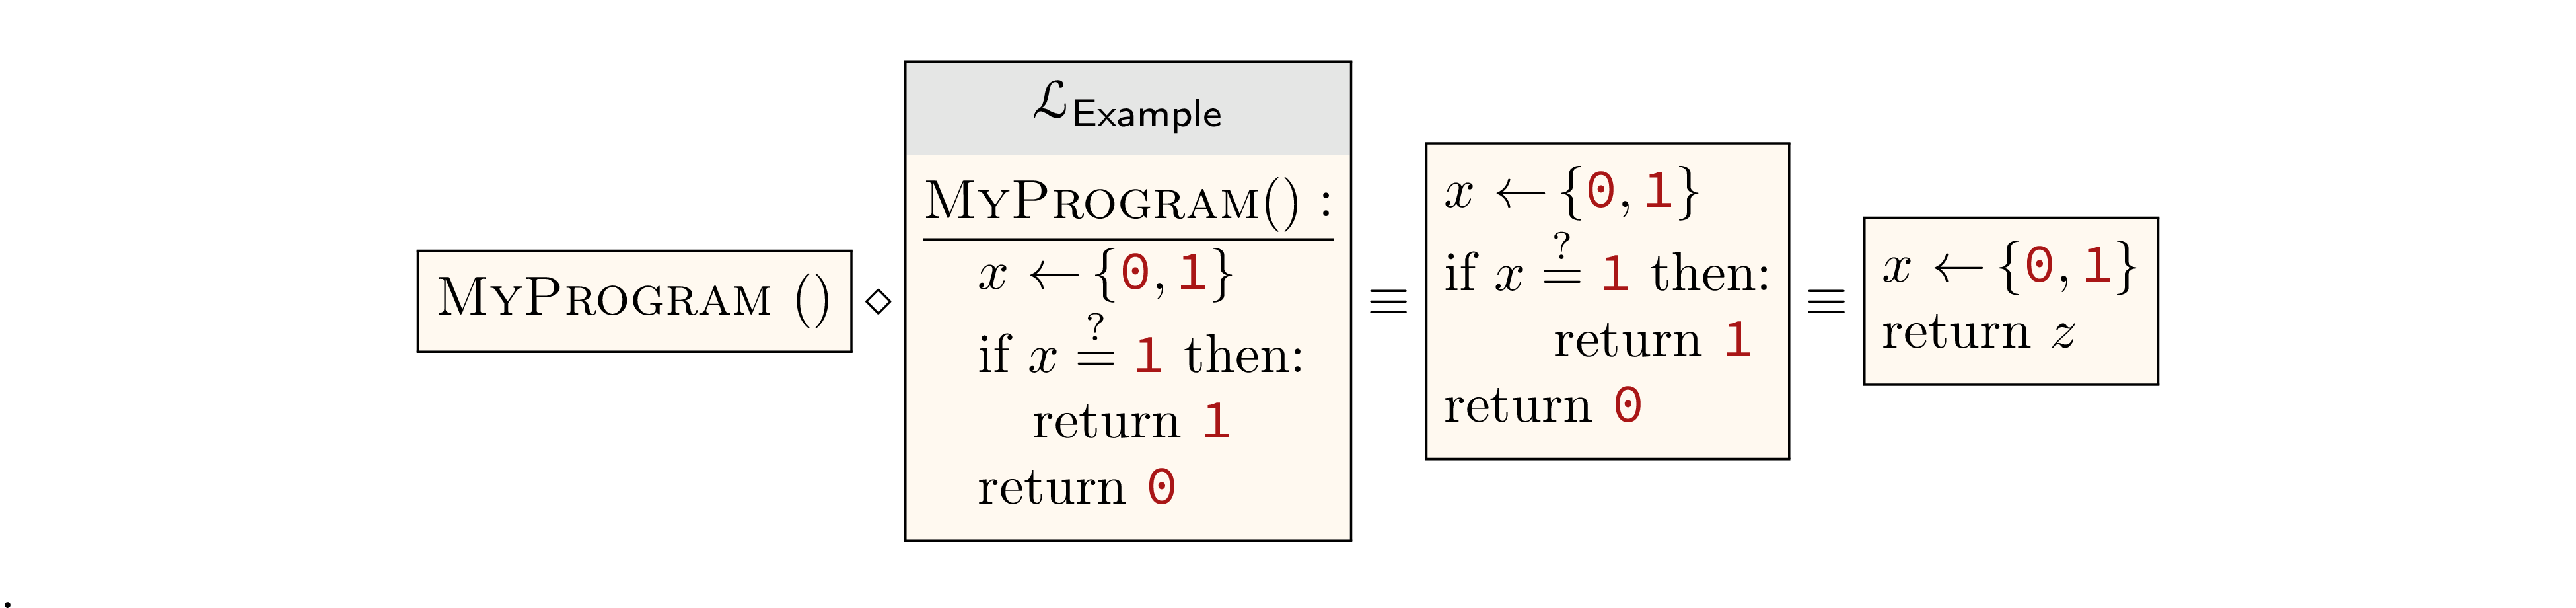 MYPROGRAM () ⋄
ℒExample
MYPROGRAM() :
x ← {0, 1}
if x ≟ 1 then:
return 1
return 0
≡
x ← {0, 1}
if x ≟ 1 then:
return 1
return 0
≡
x ← {0, 1}
return z
.